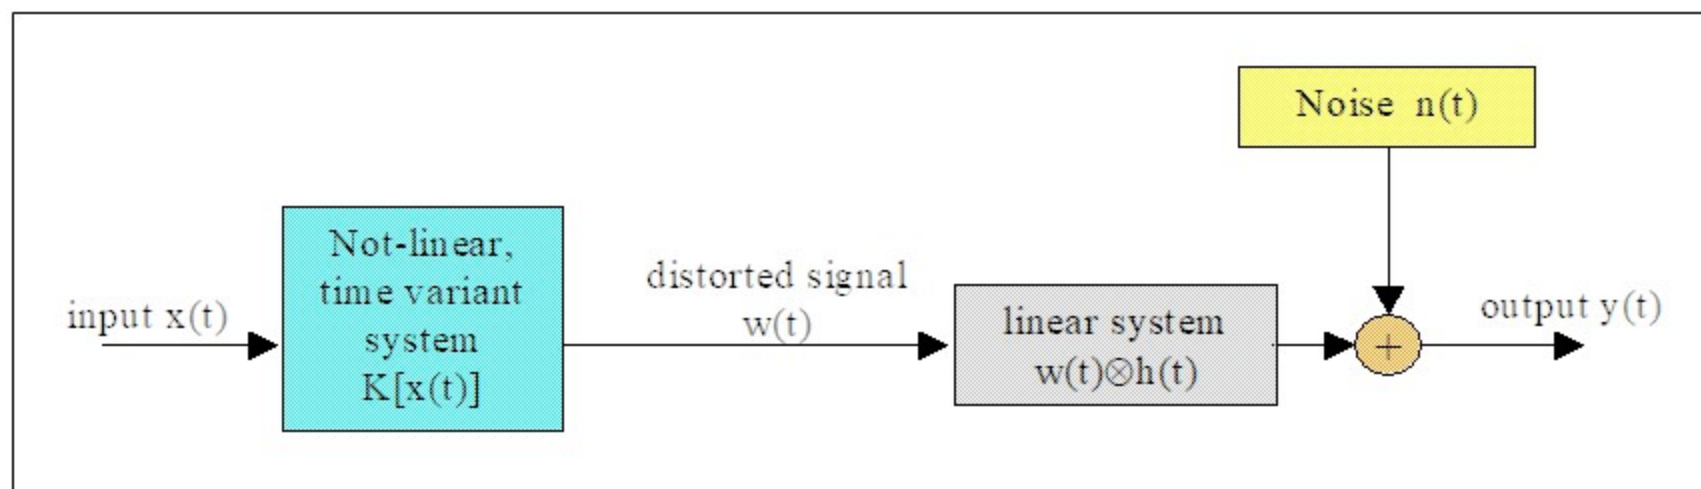 Noise n(t)
Not-linear,
time variant
system
K[x(t)]
input x(t)
distorted signal
w(t)
linear system
w(t)⊗h(t)
+
output y(t)